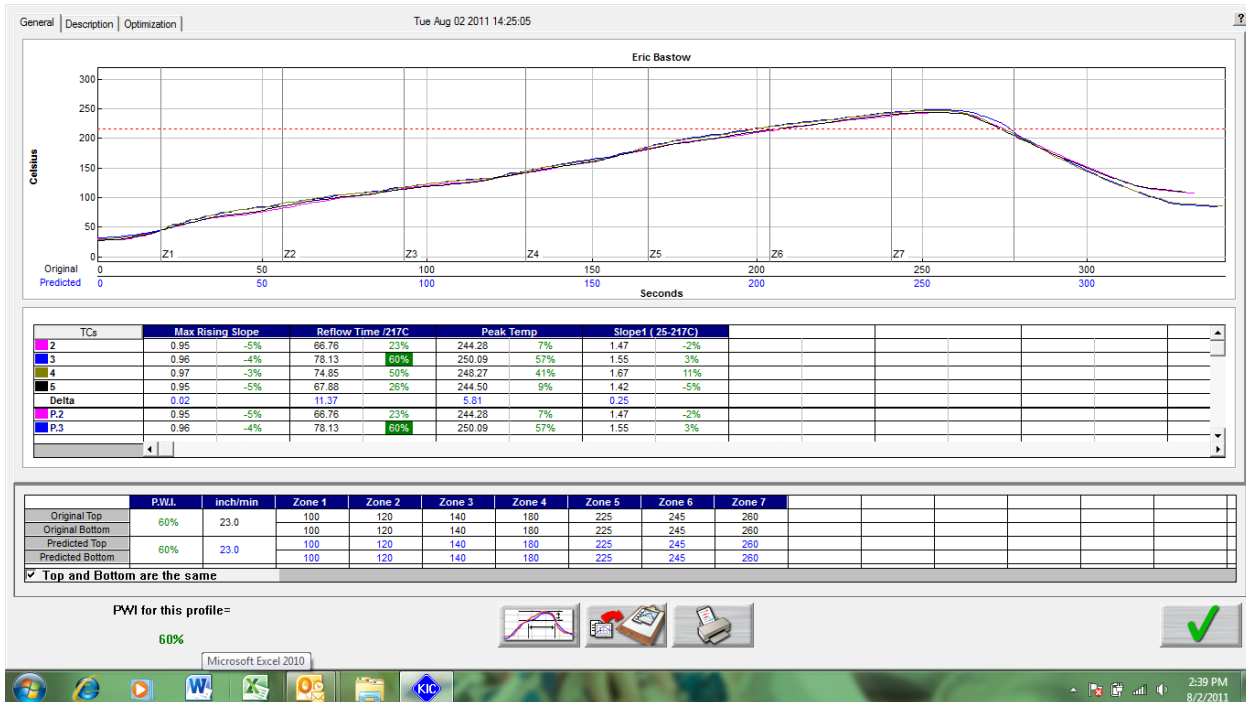 General Description Optimization Tue Aug 02 2011 14:25:05 ?
Eric Bastow
300
250
200
150
100
50
0
Celsius
Z1 Z2 Z3 Z4 Z5 Z6 Z7
Original 0 50 100 150 200 250 300
Predicted 0 50 100 150 200 250 300
Seconds
TCs Max Rising Slope Reflow Time /217C Peak Temp Slope1 ( 25-217C)
2 0.95 -5% 66.76 23% 244.28 7% 1.47 -2%
3 0.96 -4% 78.13 60% 250.09 57% 1.55 3%
4 0.97 -3% 74.85 50% 248.27 41% 1.67 11%
5 0.95 -5% 67.88 26% 244.50 9% 1.42 -5%
Delta 0.02 11.37 5.81 0.25
P.2 0.95 -5% 66.76 23% 244.28 7% 1.47 -2%
P.3 0.96 -4% 78.13 60% 250.09 57% 1.55 3%
P.W.I. inch/min Zone 1 Zone 2 Zone 3 Zone 4 Zone 5 Zone 6 Zone 7
Original Top 60% 23.0 100 120 140 180 225 245 260
Original Bottom 100 120 140 180 225 245 260
Predicted Top 60% 23.0 100 120 140 180 225 245 260
Predicted Bottom 100 120 140 180 225 245 260
Top and Bottom are the same
PWI for this profile=
60%
Microsoft Excel 2010
KIC
2:39 PM
8/2/2011